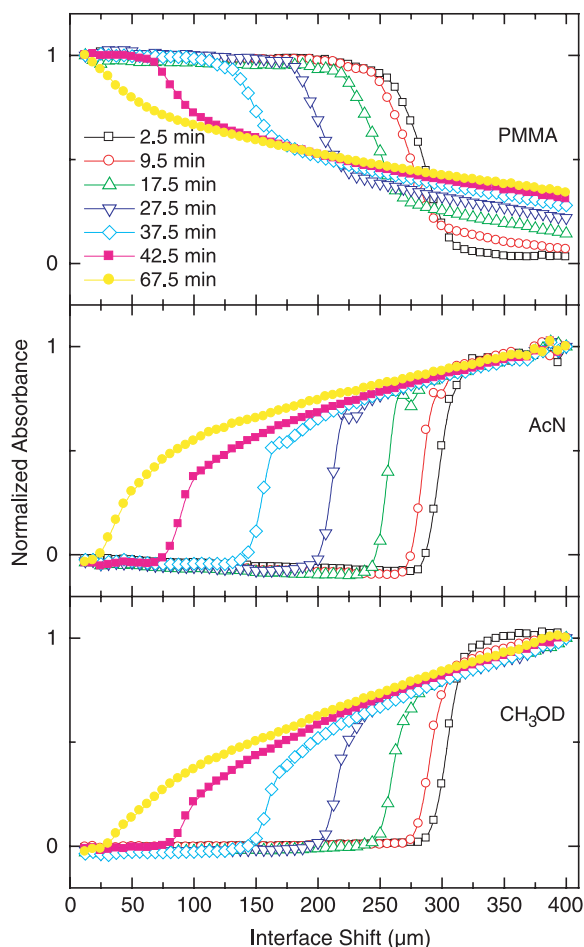 1
PMMA
2.5 min
9.5 min
17.5 min
27.5 min
37.5 min
42.5 min
67.5 min
0
Normalized Absorbance
1
AcN
0
1
CH₃OD
0
0 50 100 150 200 250 300 350 400
Interface Shift (μm)